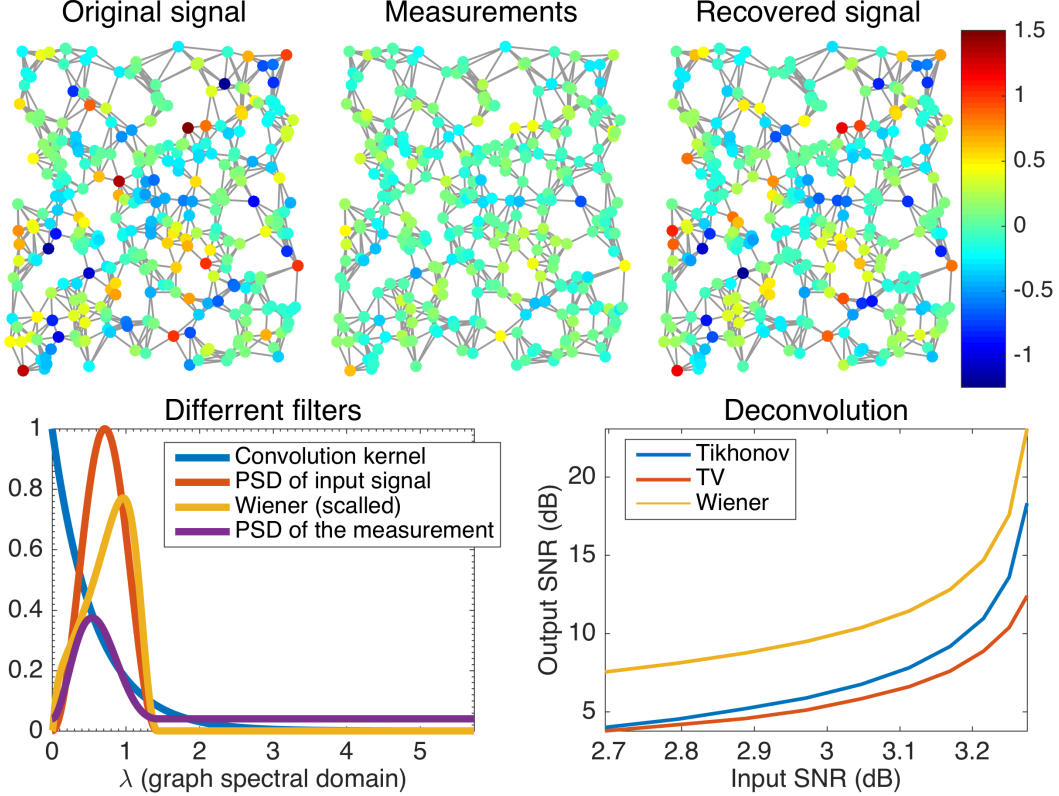 Original signal
Measurements
Recovered signal
1.5
1
0.5
0
-0.5
-1
Differrent filters
1
0.8
0.6
0.4
0.2
0
Convolution kernel
PSD of input signal
Wiener (scalled)
PSD of the measurement
0 1 2 3 4 5
λ (graph spectral domain)
Deconvolution
Output SNR (dB)
20
15
10
5
Tikhonov
TV
Wiener
2.7 2.8 2.9 3 3.1 3.2
Input SNR (dB)